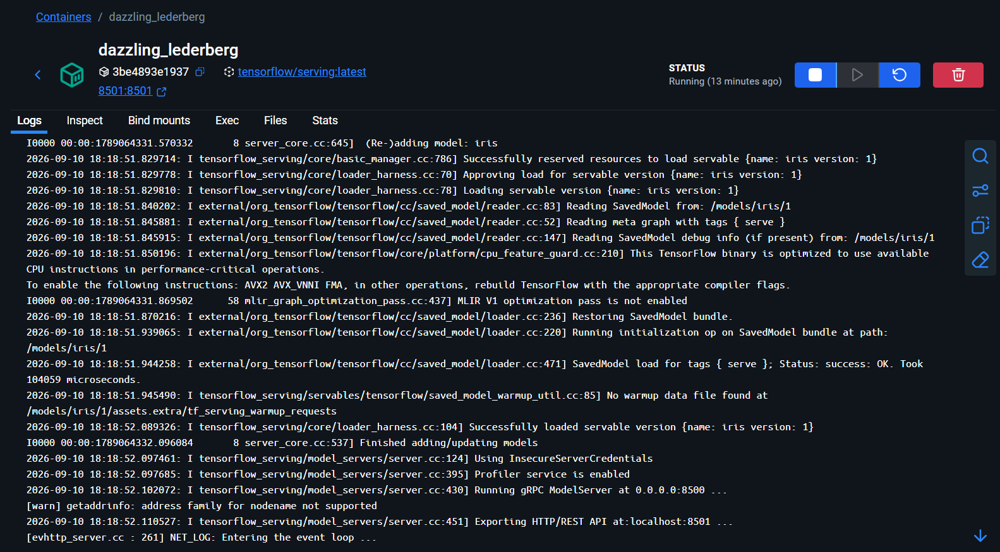 Containers / dazzling_lederberg
dazzling_lederberg
3be4893e1937 tensorflow/serving:latest
8501:8501
STATUS
Running (13 minutes ago)
Logs Inspect Bind mounts Exec Files Stats
I0000 00:00:1789064331.570332       8 server_core.cc:645]  (Re-)adding model: iris
2026-09-10 18:18:51.829714: I tensorflow_serving/core/basic_manager.cc:786] Successfully reserved resources to load servable {name: iris version: 1}
2026-09-10 18:18:51.829778: I tensorflow_serving/core/loader_harness.cc:70] Approving load for servable version {name: iris version: 1}
2026-09-10 18:18:51.829810: I tensorflow_serving/core/loader_harness.cc:78] Loading servable version {name: iris version: 1}
2026-09-10 18:18:51.840202: I external/org_tensorflow/tensorflow/cc/saved_model/reader.cc:83] Reading SavedModel from: /models/iris/1
2026-09-10 18:18:51.845881: I external/org_tensorflow/tensorflow/cc/saved_model/reader.cc:52] Reading meta graph with tags { serve }
2026-09-10 18:18:51.845915: I external/org_tensorflow/tensorflow/cc/saved_model/reader.cc:147] Reading SavedModel debug info (if present) from: /models/iris/1
2026-09-10 18:18:51.850196: I external/org_tensorflow/tensorflow/core/platform/cpu_feature_guard.cc:210] This TensorFlow binary is optimized to use available
CPU instructions in performance-critical operations.
To enable the following instructions: AVX2 AVX_VNNI FMA, in other operations, rebuild TensorFlow with the appropriate compiler flags.
I0000 00:00:1789064331.869502      58 mlir_graph_optimization_pass.cc:437] MLIR V1 optimization pass is not enabled
2026-09-10 18:18:51.870216: I external/org_tensorflow/tensorflow/cc/saved_model/loader.cc:236] Restoring SavedModel bundle.
2026-09-10 18:18:51.939065: I external/org_tensorflow/tensorflow/cc/saved_model/loader.cc:220] Running initialization op on SavedModel bundle at path:
/models/iris/1
2026-09-10 18:18:51.944258: I external/org_tensorflow/tensorflow/cc/saved_model/loader.cc:471] SavedModel load for tags { serve }; Status: success: OK. Took
104059 microseconds.
2026-09-10 18:18:51.945490: I tensorflow_serving/servables/tensorflow/saved_model_warmup_util.cc:85] No warmup data file found at
/models/iris/1/assets.extra/tf_serving_warmup_requests
2026-09-10 18:18:52.089326: I tensorflow_serving/core/loader_harness.cc:104] Successfully loaded servable version {name: iris version: 1}
I0000 00:00:1789064332.096084       8 server_core.cc:537] Finished adding/updating models
2026-09-10 18:18:52.097461: I tensorflow_serving/model_servers/server.cc:124] Using InsecureServerCredentials
2026-09-10 18:18:52.097685: I tensorflow_serving/model_servers/server.cc:395] Profiler service is enabled
2026-09-10 18:18:52.102072: I tensorflow_serving/model_servers/server.cc:430] Running gRPC ModelServer at 0.0.0.0:8500 ...
[warn] getaddrinfo: address family for nodename not supported
2026-09-10 18:18:52.110527: I tensorflow_serving/model_servers/server.cc:451] Exporting HTTP/REST API at:localhost:8501 ...
[evhttp_server.cc : 261] NET_LOG: Entering the event loop ...